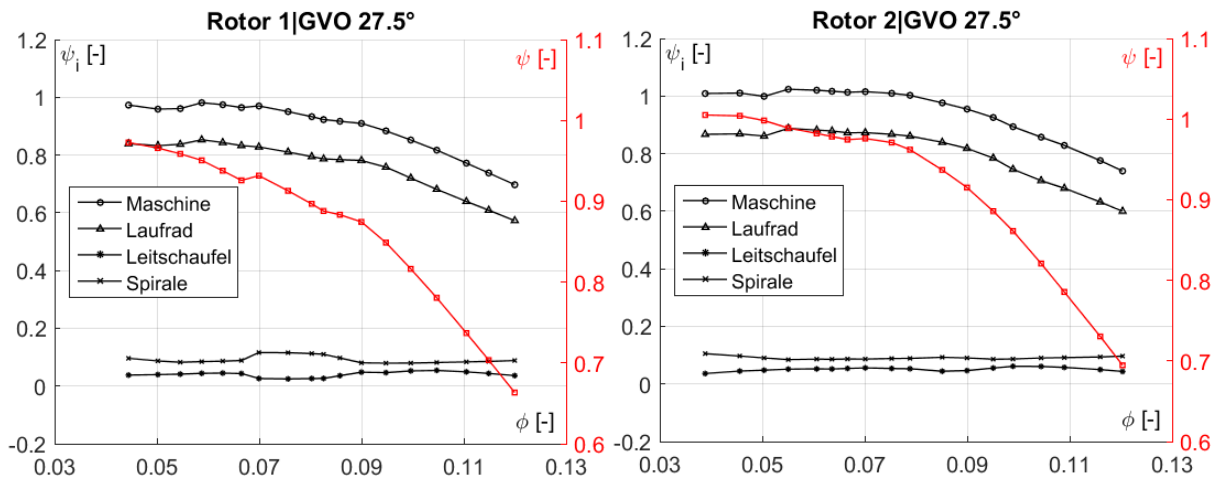 Rotor 1|GVO 27.5°
ψi [-]
ψ [-]
1.2
1
0.8
0.6
0.4
0.2
0
-0.2
1.1
1
0.9
0.8
0.7
0.6
Maschine
Laufrad
Leitschaufel
Spirale
ϕ [-]
0.03
0.05
0.07
0.09
0.11
0.13
Rotor 2|GVO 27.5°
ψi [-]
ψ [-]
1.2
1
0.8
0.6
0.4
0.2
0
-0.2
1.1
1
0.9
0.8
0.7
0.6
Maschine
Laufrad
Leitschaufel
Spirale
ϕ [-]
0.03
0.05
0.07
0.09
0.11
0.13